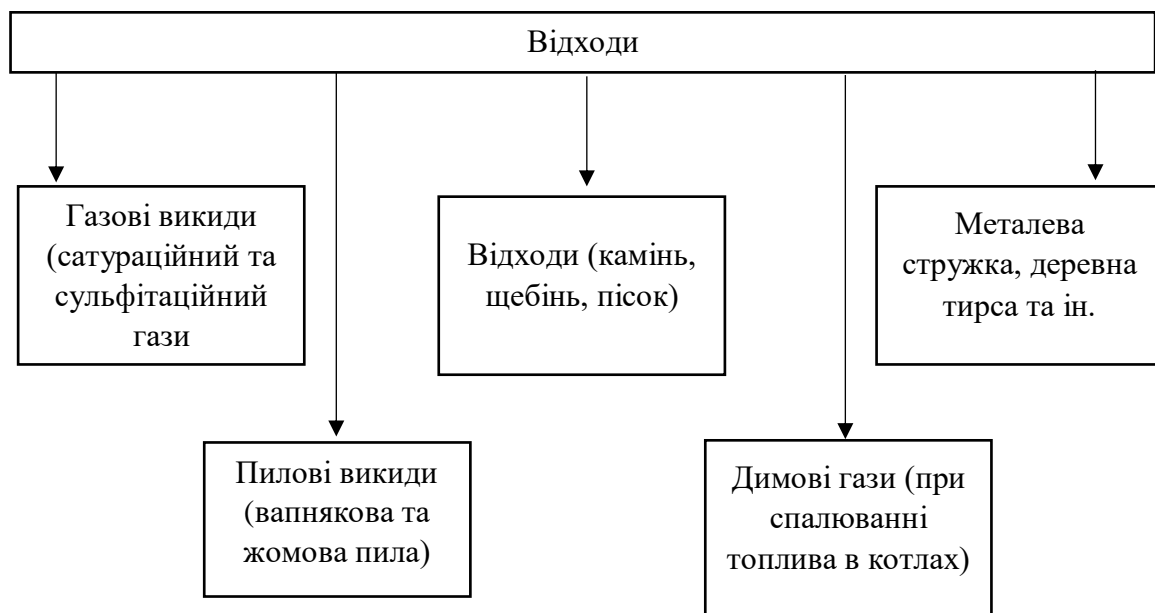 Відходи
Газові викиди
(сатураційний та
сульфітаційний
гази
Відходи (камінь,
щебінь, пісок)
Металева
стружка, деревна
тирса та ін.
Пилові викиди
(вапнякова та
жомова пила)
Димові гази (при
спалюванні
топлива в котлах)